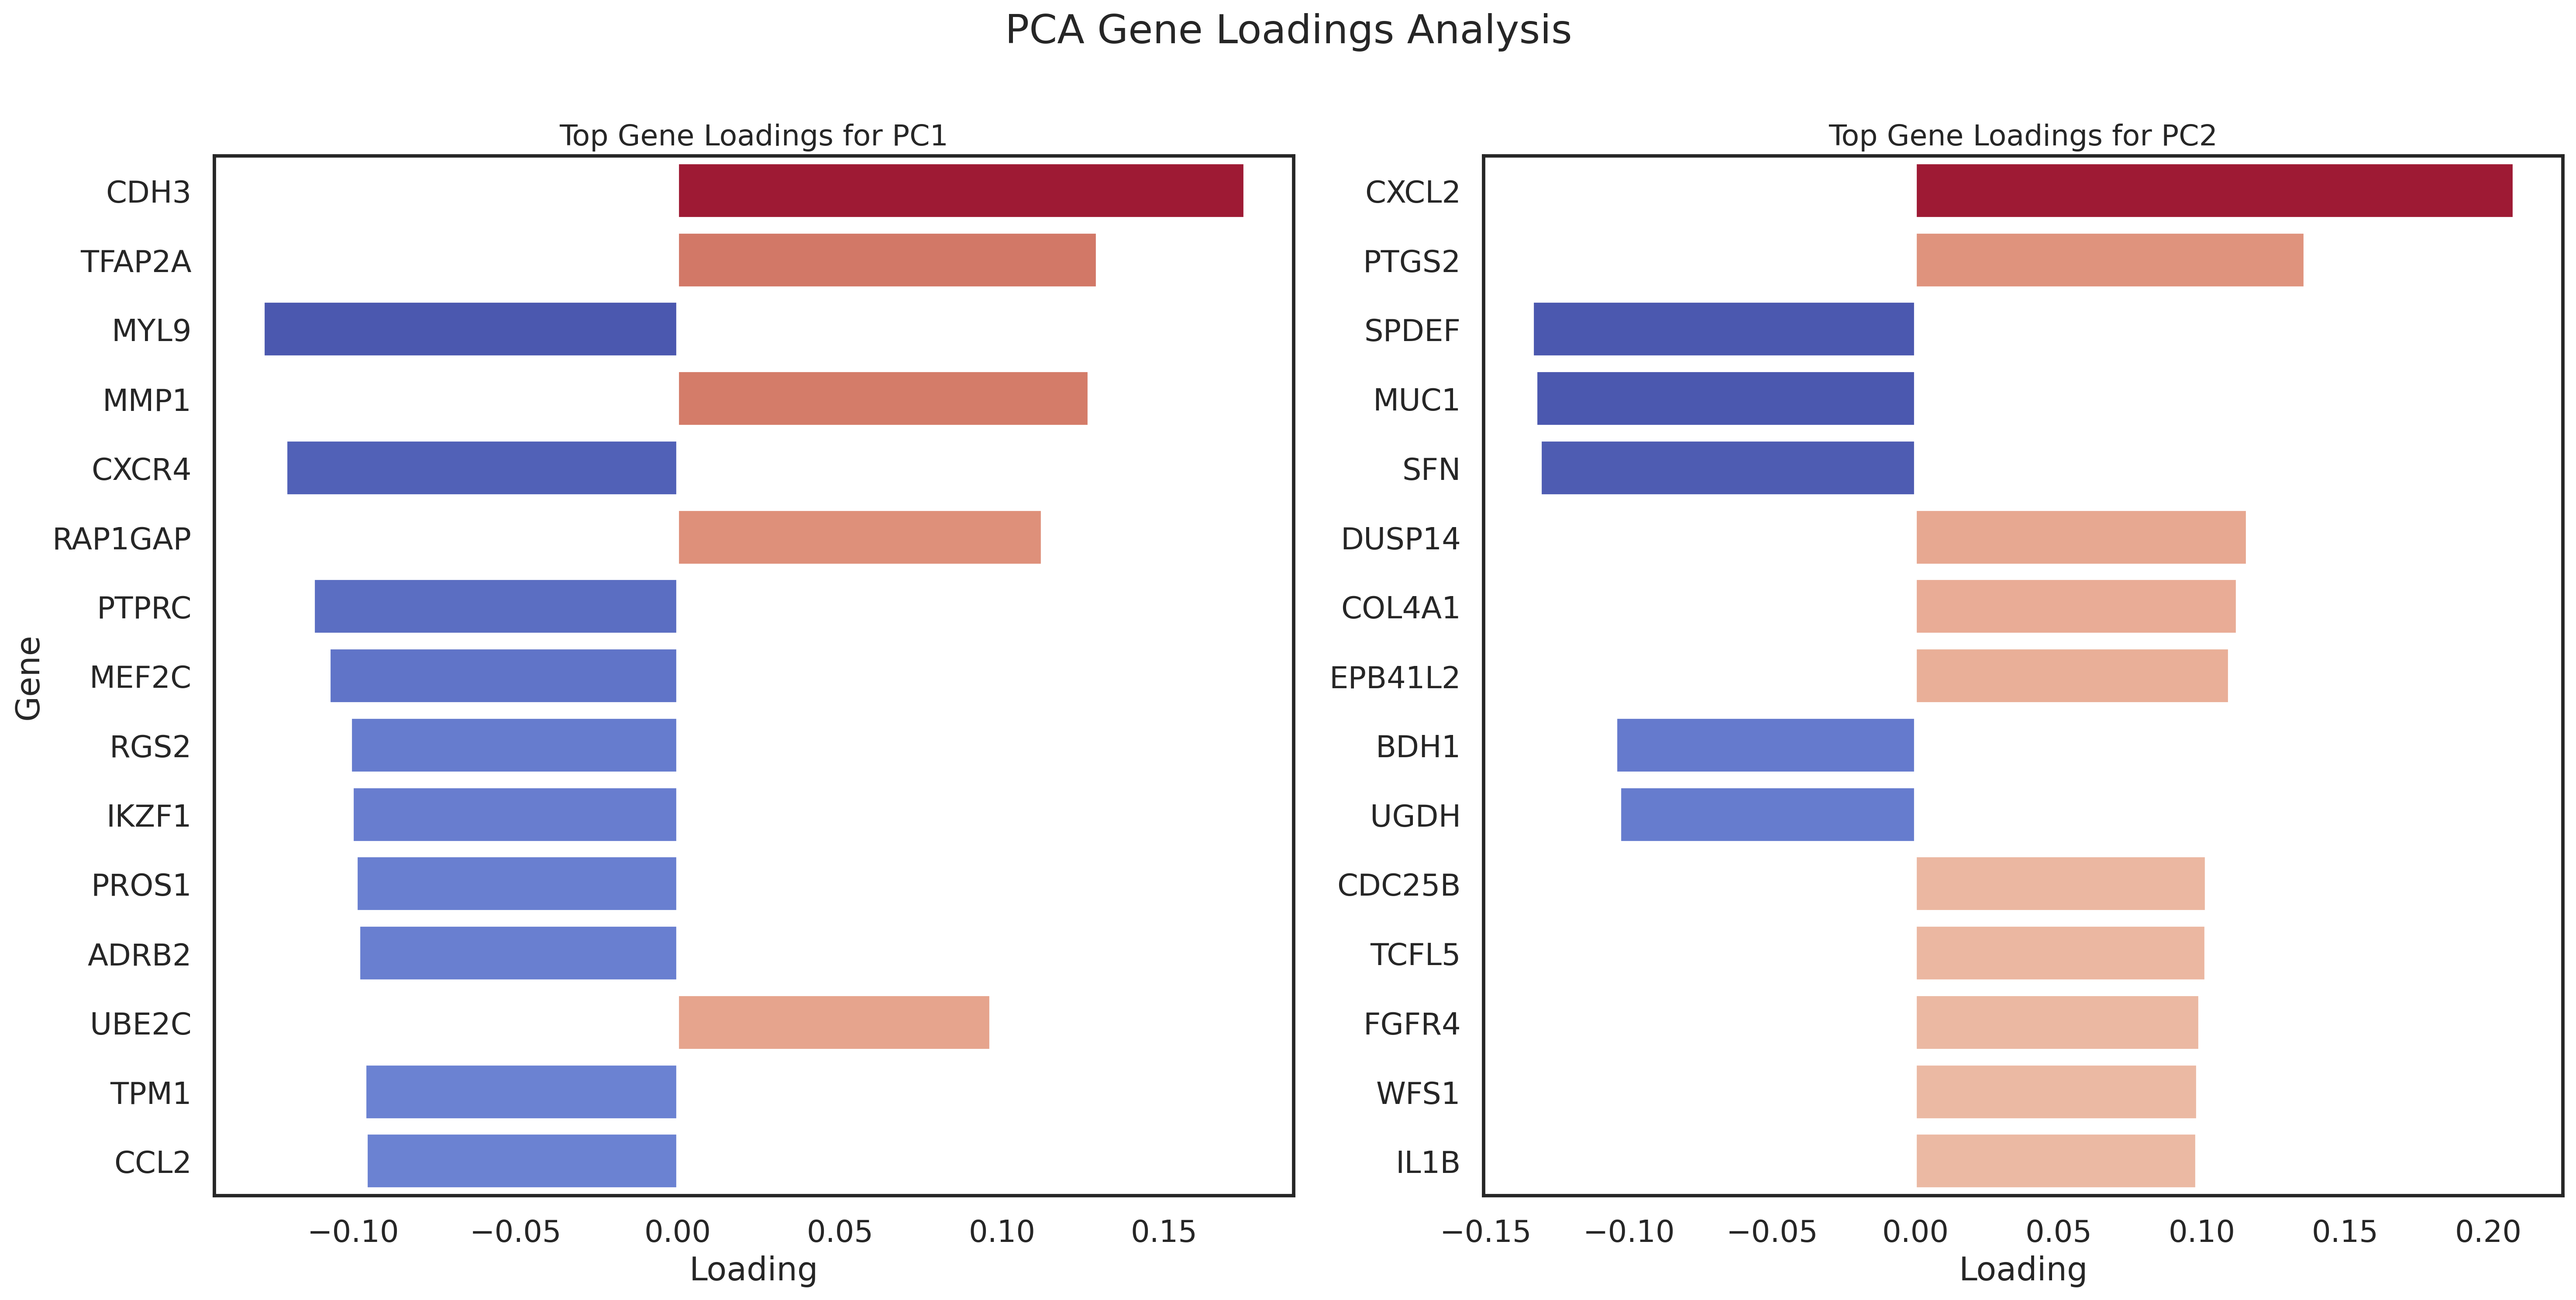 PCA Gene Loadings Analysis
Top Gene Loadings for PC1
Gene
CDH3
TFAP2A
MYL9
MMP1
CXCR4
RAP1GAP
PTPRC
MEF2C
RGS2
IKZF1
PROS1
ADRB2
UBE2C
TPM1
CCL2
−0.10 −0.05 0.00 0.05 0.10 0.15
Loading
Top Gene Loadings for PC2
CXCL2
PTGS2
SPDEF
MUC1
SFN
DUSP14
COL4A1
EPB41L2
BDH1
UGDH
CDC25B
TCFL5
FGFR4
WFS1
IL1B
−0.15 −0.10 −0.05 0.00 0.05 0.10 0.15 0.20
Loading